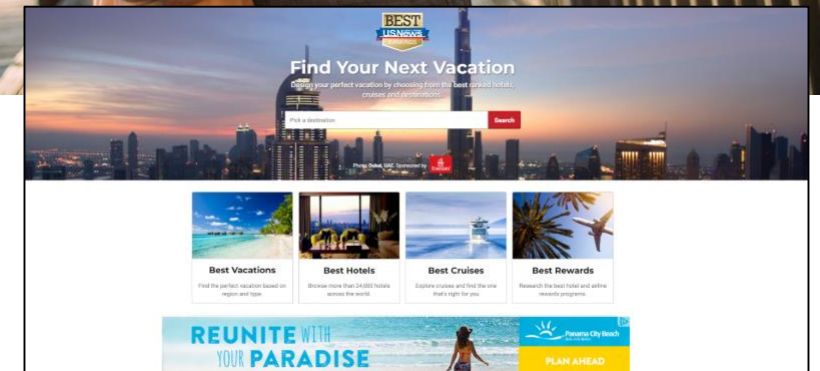 BEST
US News
Find Your Next Vacation
Design your perfect vacation by choosing from the best ranked hotels,
cruises and destinations.
Pick a destination
Search
Photo: Dubai, UAE. Sponsored by
Best Vacations
Best Hotels
Best Cruises
Best Rewards
Find the perfect vacation based on
region and type.
Browse more than 24,000 hotels
across the world.
Explore cruises and find the one
that's right for you.
Research the best hotel and airline
rewards programs.
REUNITE WITH
YOUR PARADISE
Panama City Beach
PLAN AHEAD